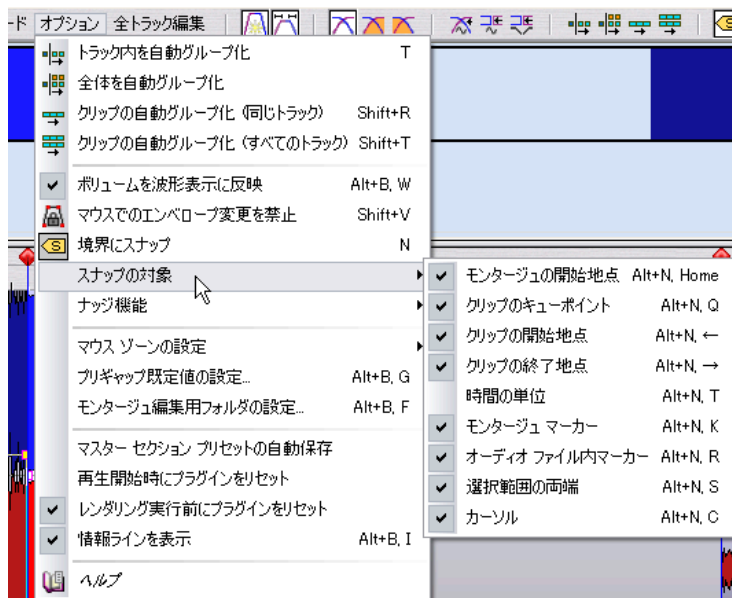 ード オプション 全トラック編集
トラック内を自動グループ化 T
全体を自動グループ化
クリップの自動グループ化 (同じトラック) Shift+R
クリップの自動グループ化 (すべてのトラック) Shift+T
ボリュームを波形表示に反映 Alt+B, W
マウスでのエンベロープ変更を禁止 Shift+V
S 境界にスナップ N
スナップの対象
ナッジ機能
マウス ゾーンの設定
プリギャップ既定値の設定... Alt+B, G
モンタージュ編集用フォルダの設定... Alt+B, F
マスター セクション プリセットの自動保存
再生開始時にプラグインをリセット
レンダリング実行前にプラグインをリセット
情報ラインを表示 Alt+B, I
ヘルプ
モンタージュの開始地点 Alt+N, Home
クリップのキューポイント Alt+N, Q
クリップの開始地点 Alt+N, ←
クリップの終了地点 Alt+N, →
時間の単位 Alt+N, T
モンタージュ マーカー Alt+N, K
オーディオ ファイル内マーカー Alt+N, R
選択範囲の両端 Alt+N, S
カーソル Alt+N, C